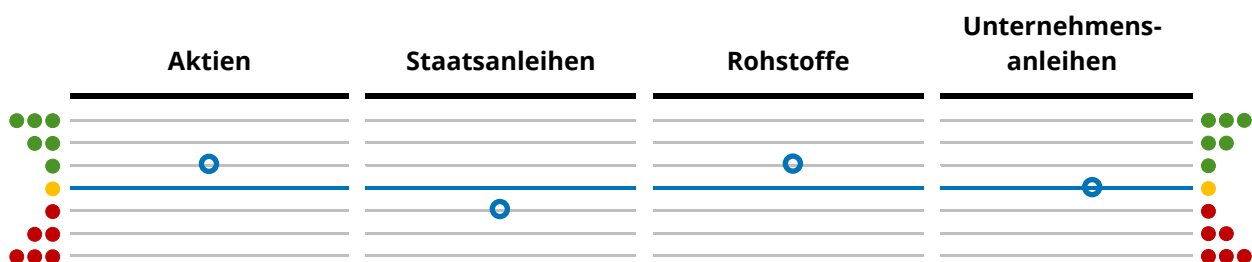 Aktien
Staatsanleihen
Rohstoffe
Unternehmens-
anleihen